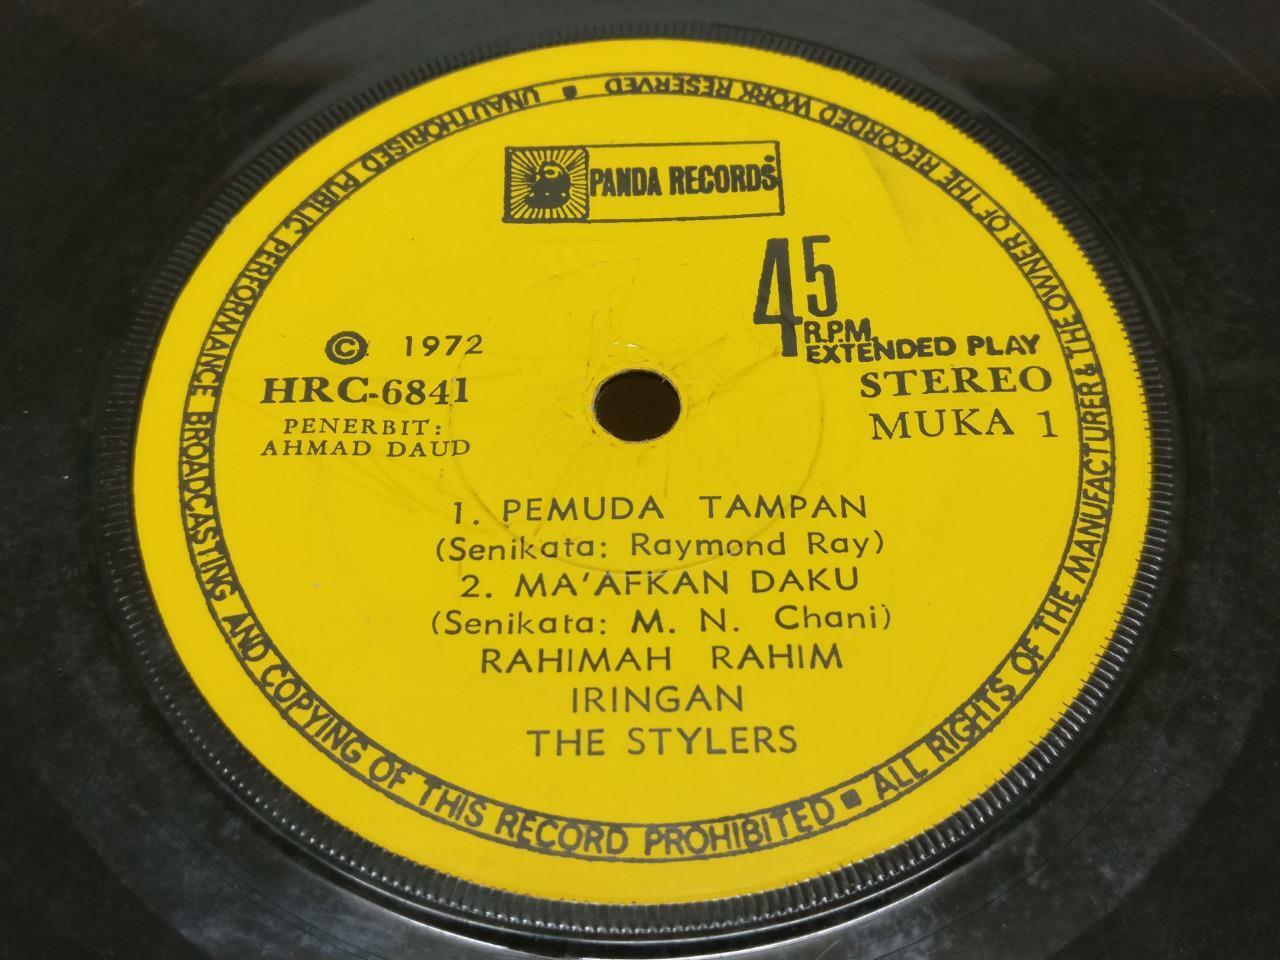 PANDA RECORDS
45
R.P.M.
EXTENDED PLAY
STEREO
MUKA 1
© 1972
HRC-6841
PENERBIT:
AHMAD DAUD
1. PEMUDA TAMPAN
(Senikata: Raymond Ray)
2. MA'AFKAN DAKU
(Senikata: M. N. Chani)
RAHIMAH RAHIM
IRINGAN
THE STYLERS
ALL RIGHTS OF THE MANUFACTURER & THE OWNER OF THE RECORDED WORK RESERVED ■ UNAUTHORISED PUBLIC PERFORMANCE BROADCASTING AND COPYING OF THIS RECORD PROHIBITED ■